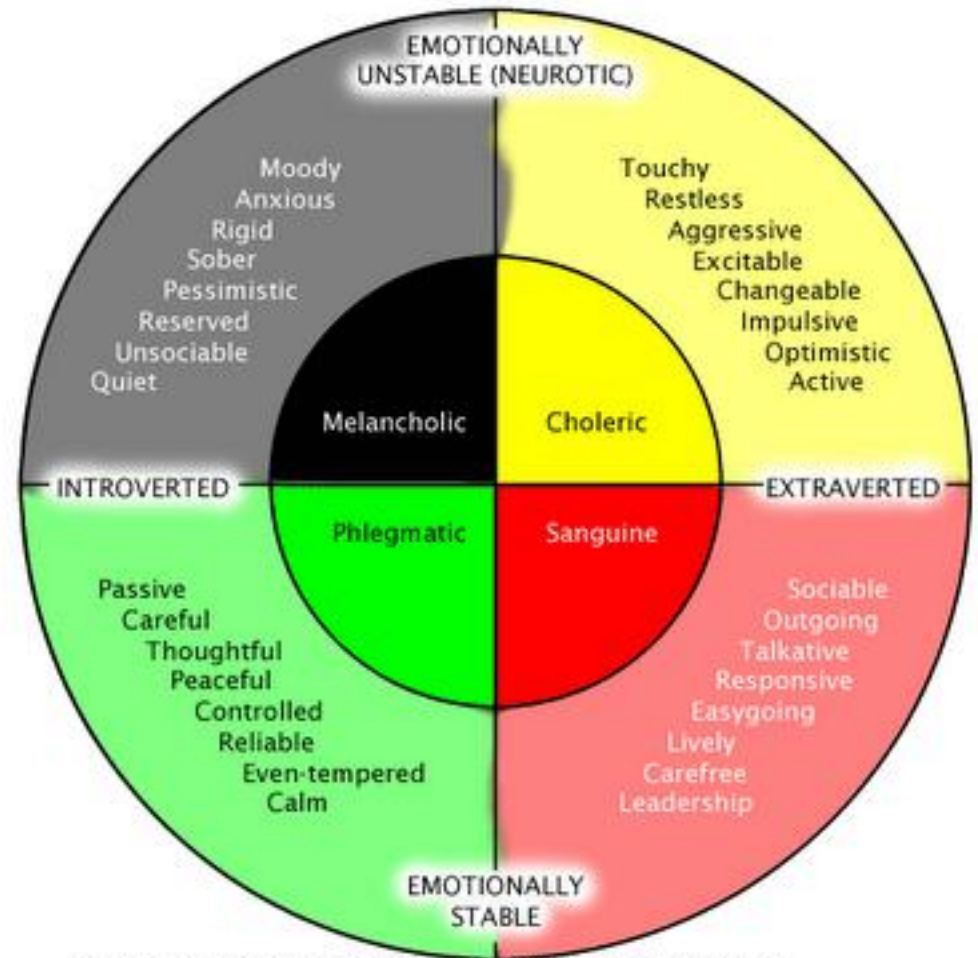 EMOTIONALLY
UNSTABLE (NEUROTIC)
Moody
Anxious
Rigid
Sober
Pessimistic
Reserved
Unsociable
Quiet
Touchy
Restless
Aggressive
Excitable
Changeable
Impulsive
Optimistic
Active
Melancholic
Choleric
INTROVERTED
EXTRAVERTED
Phlegmatic
Sanguine
Passive
Careful
Thoughtful
Peaceful
Controlled
Reliable
Even-tempered
Calm
Sociable
Outgoing
Talkative
Responsive
Easygoing
Lively
Carefree
Leadership
EMOTIONALLY
STABLE